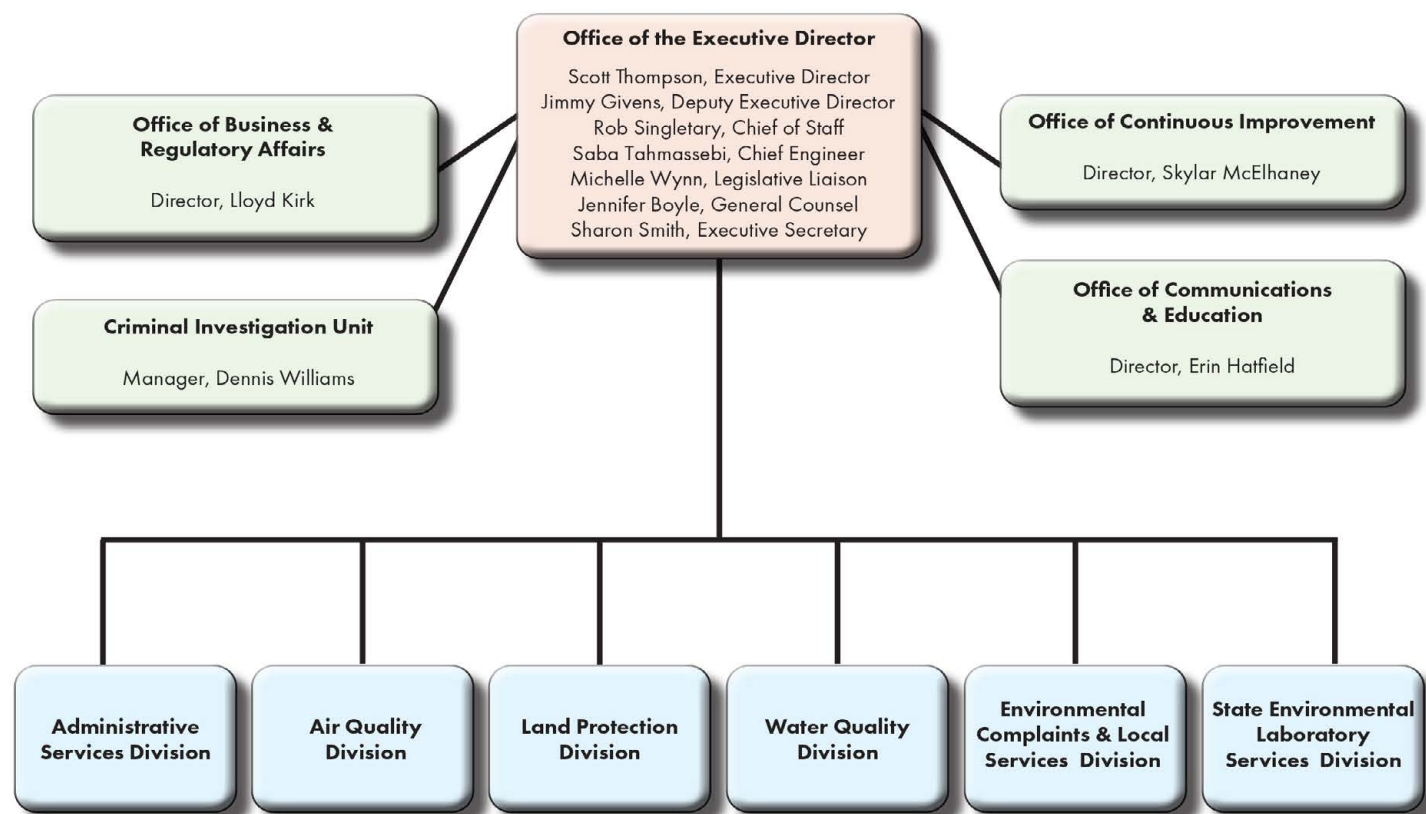 Office of the Executive Director
Scott Thompson, Executive Director
Jimmy Givens, Deputy Executive Director
Rob Singletary, Chief of Staff
Saba Tahmassebi, Chief Engineer
Michelle Wynn, Legislative Liaison
Jennifer Boyle, General Counsel
Sharon Smith, Executive Secretary
Office of Business &
Regulatory Affairs
Director, Lloyd Kirk
Criminal Investigation Unit
Manager, Dennis Williams
Office of Continuous Improvement
Director, Skylar McElhaney
Office of Communications
& Education
Director, Erin Hatfield
Administrative
Services Division
Air Quality
Division
Land Protection
Division
Water Quality
Division
Environmental
Complaints & Local
Services Division
State Environmental
Laboratory
Services Division